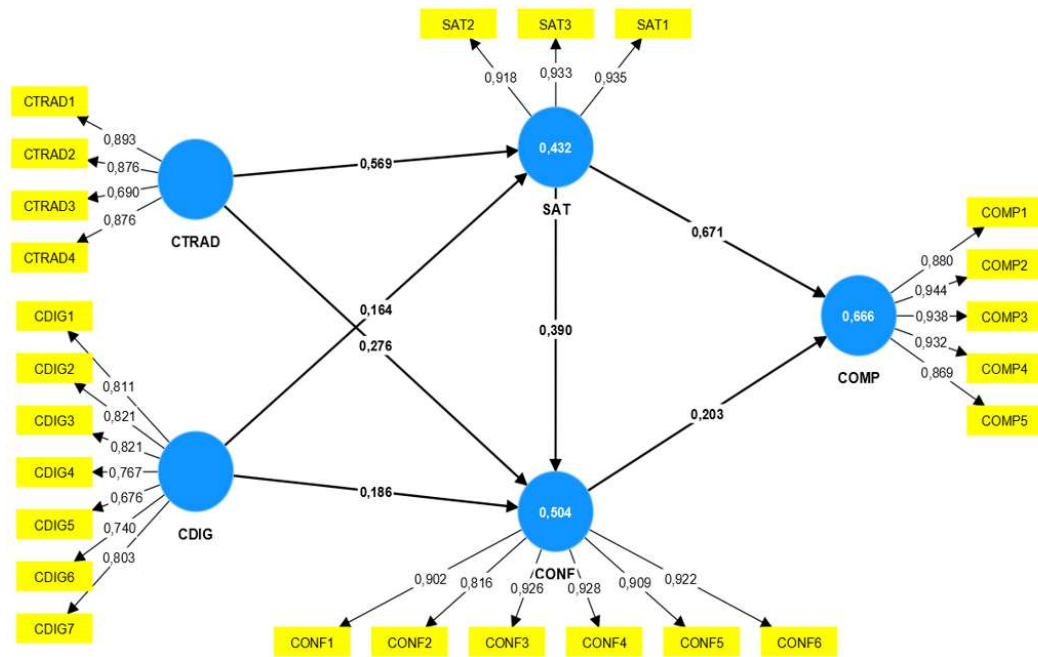 SAT2
SAT3
SAT1
0,918
0,933
0,935
CTRAD1
CTRAD2
CTRAD3
CTRAD4
0,893
0,876
0,690
0,876
CTRAD
0,569
0,432
SAT
0,671
0,164
0,276
0,390
CDIG1
CDIG2
CDIG3
CDIG4
CDIG5
CDIG6
CDIG7
0,811
0,821
0,821
0,767
0,676
0,740
0,803
CDIG
0,186
0,504
CONF
0,203
0,666
COMP
0,880
0,944
0,938
0,932
0,869
COMP1
COMP2
COMP3
COMP4
COMP5
0,902
0,816
0,926
0,928
0,909
0,922
CONF1
CONF2
CONF3
CONF4
CONF5
CONF6